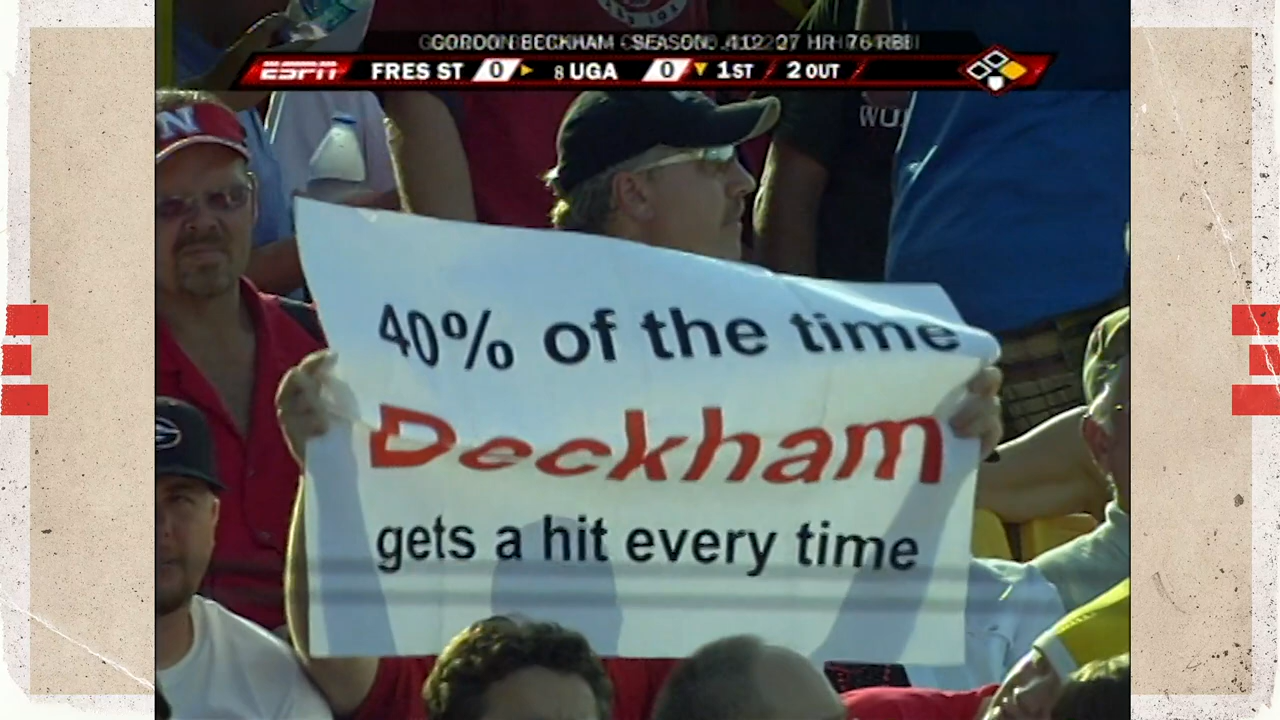 GORDON BECKHAM SEASON: .412 27 HR 76 RBI
ESPN FRES ST 0 8 UGA 0 1ST 2 OUT
N
40% of the time
Beckham
gets a hit every time